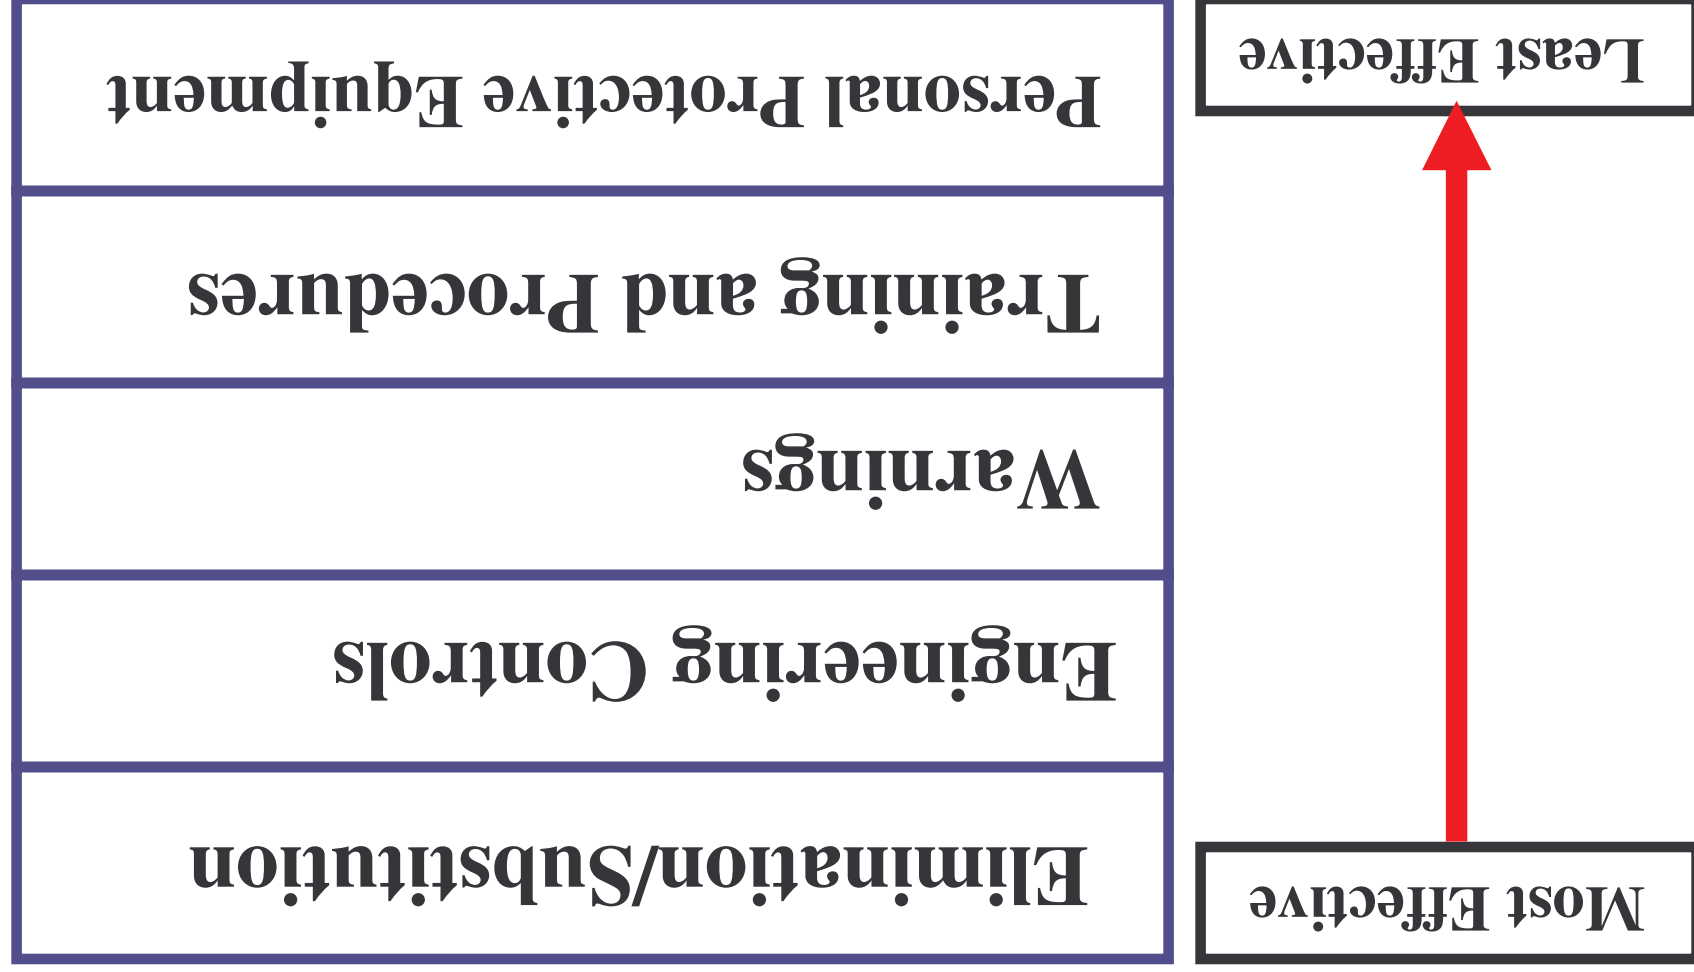 Most Effective
Elimination/Substitution
Engineering Controls
Warnings
Training and Procedures
Least Effective
Personal Protective Equipment